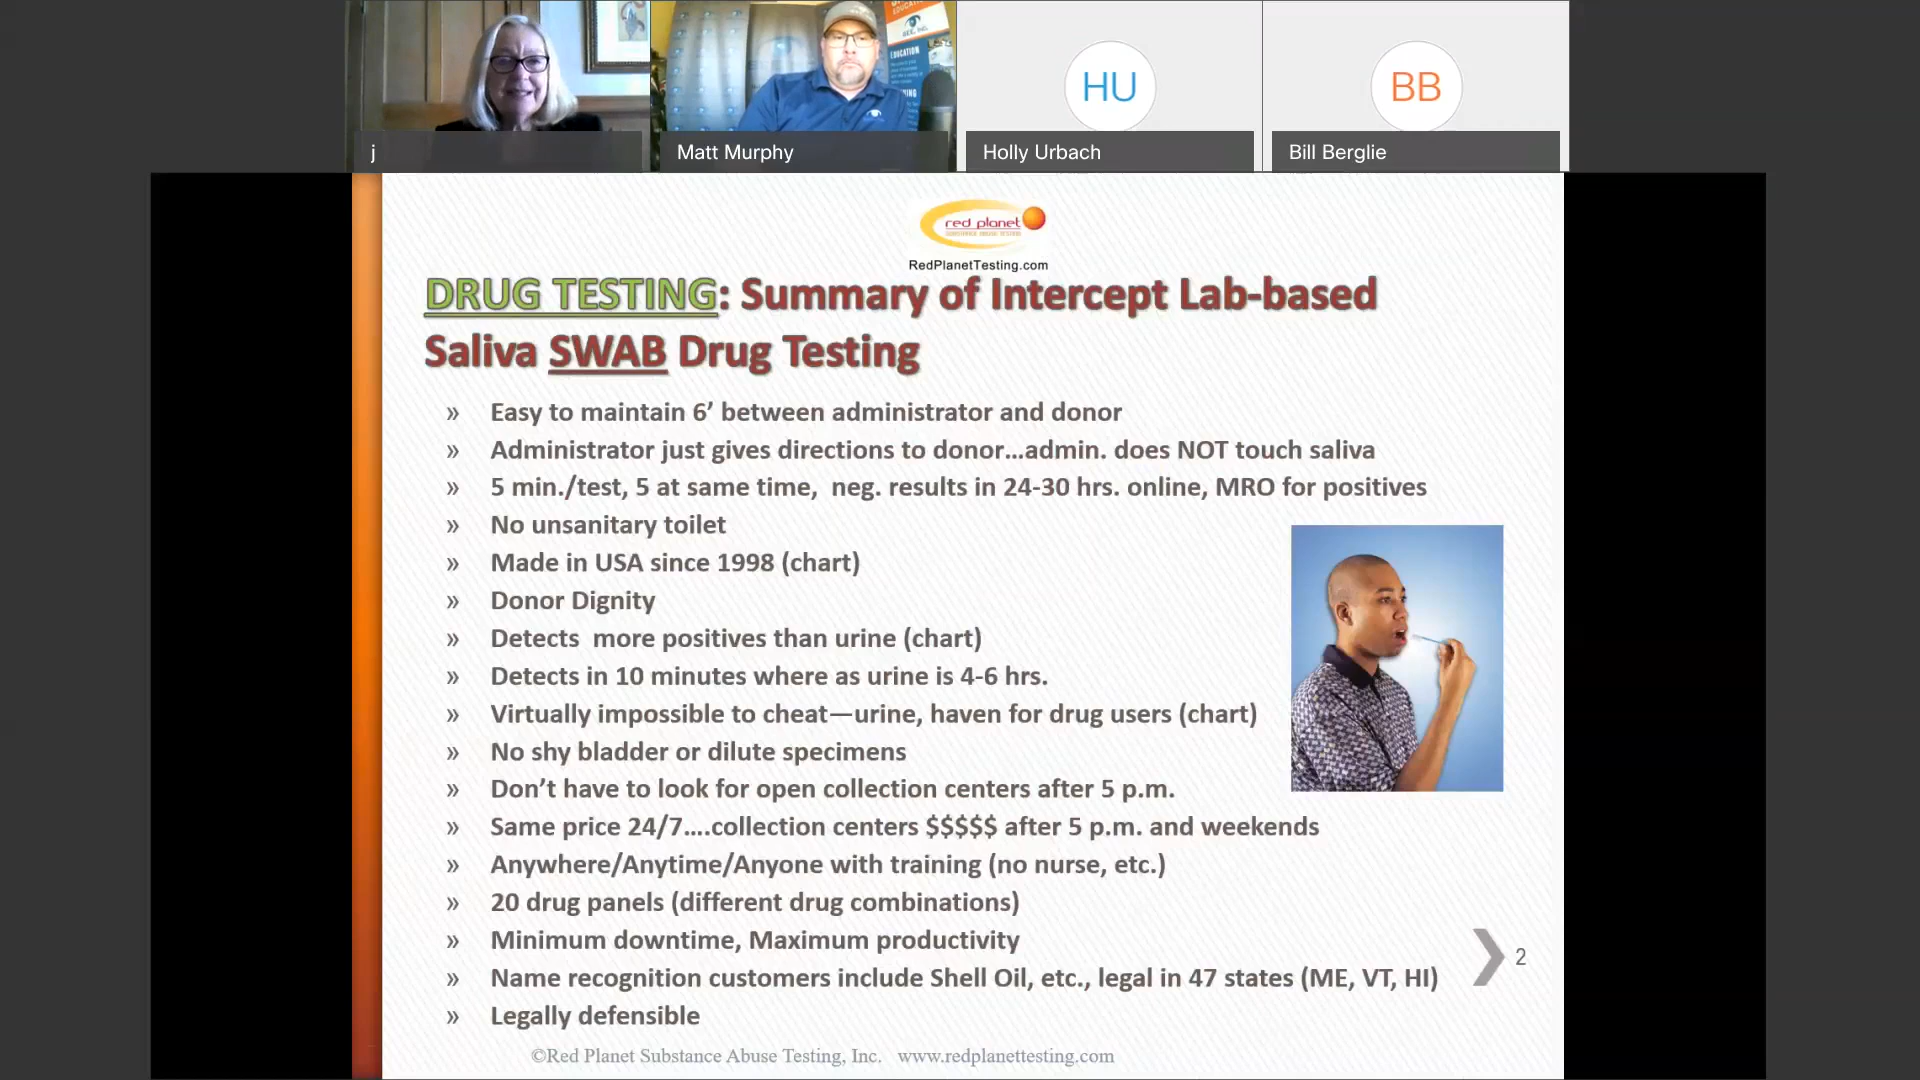 EDUCATION
BEE, INC.
EDUCATION
HU
BB
j
Matt Murphy
Holly Urbach
Bill Berglie
red planet
SUBSTANCE ABUSE TESTING
RedPlanetTesting.com
DRUG TESTING: Summary of Intercept Lab-based
Saliva SWAB Drug Testing
» Easy to maintain 6’ between administrator and donor
» Administrator just gives directions to donor…admin. does NOT touch saliva
» 5 min./test, 5 at same time,  neg. results in 24-30 hrs. online, MRO for positives
» No unsanitary toilet
» Made in USA since 1998 (chart)
» Donor Dignity
» Detects  more positives than urine (chart)
» Detects in 10 minutes where as urine is 4-6 hrs.
» Virtually impossible to cheat—urine, haven for drug users (chart)
» No shy bladder or dilute specimens
» Don’t have to look for open collection centers after 5 p.m.
» Same price 24/7….collection centers $$$$$ after 5 p.m. and weekends
» Anywhere/Anytime/Anyone with training (no nurse, etc.)
» 20 drug panels (different drug combinations)
» Minimum downtime, Maximum productivity
» Name recognition customers include Shell Oil, etc., legal in 47 states (ME, VT, HI)
» Legally defensible
2
©Red Planet Substance Abuse Testing, Inc.   www.redplanettesting.com